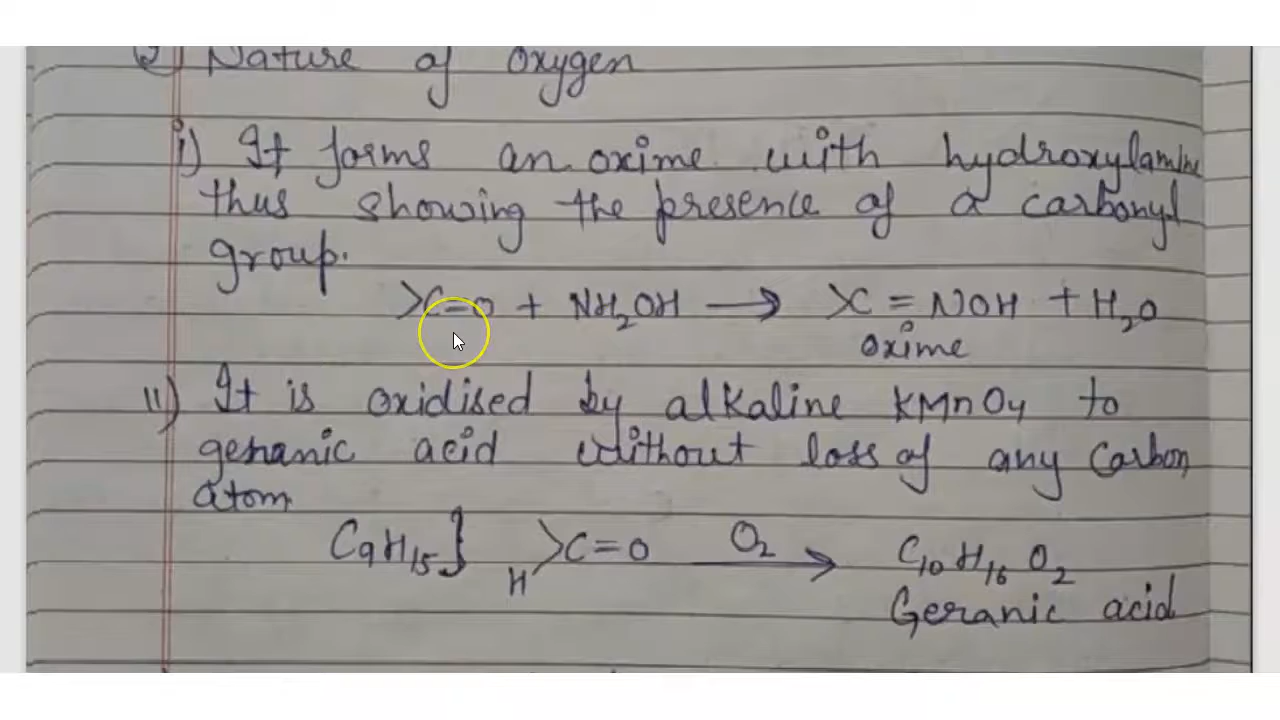 2) Nature of oxygen
i) It forms an oxime with hydroxylamine
thus showing the presence of a carbonyl
group.
>C=O + NH₂OH ⟶ >C = NOH + H₂O
oxime
II) It is oxidised by alkaline KMnO₄ to
geranic acid without loss of any carbon
atom.
C₉H₁₅} H >C=O —O₂→ C₁₀H₁₆O₂
Geranic acid